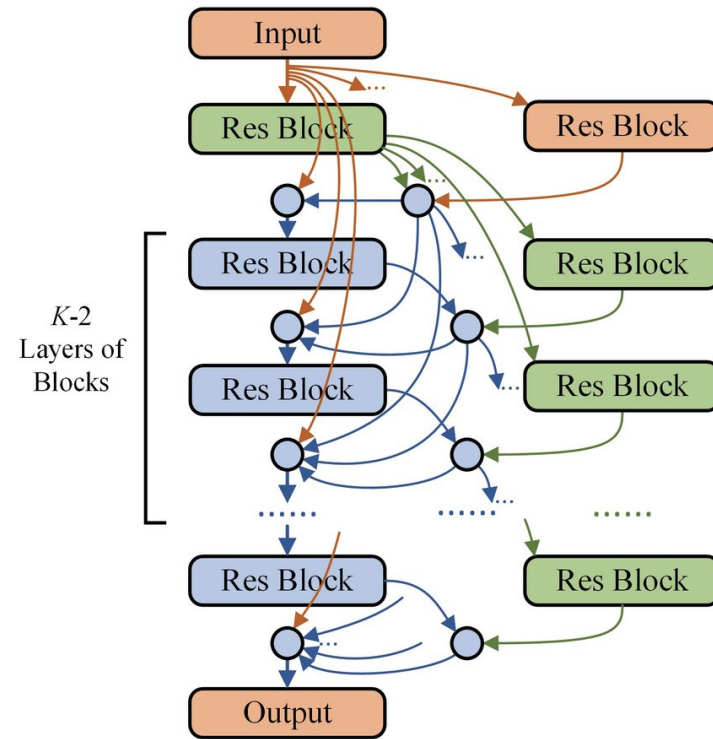 Input
Res Block
Res Block
K-2
Layers of
Blocks
Res Block
Res Block
Res Block
Res Block
Res Block
Res Block
Output